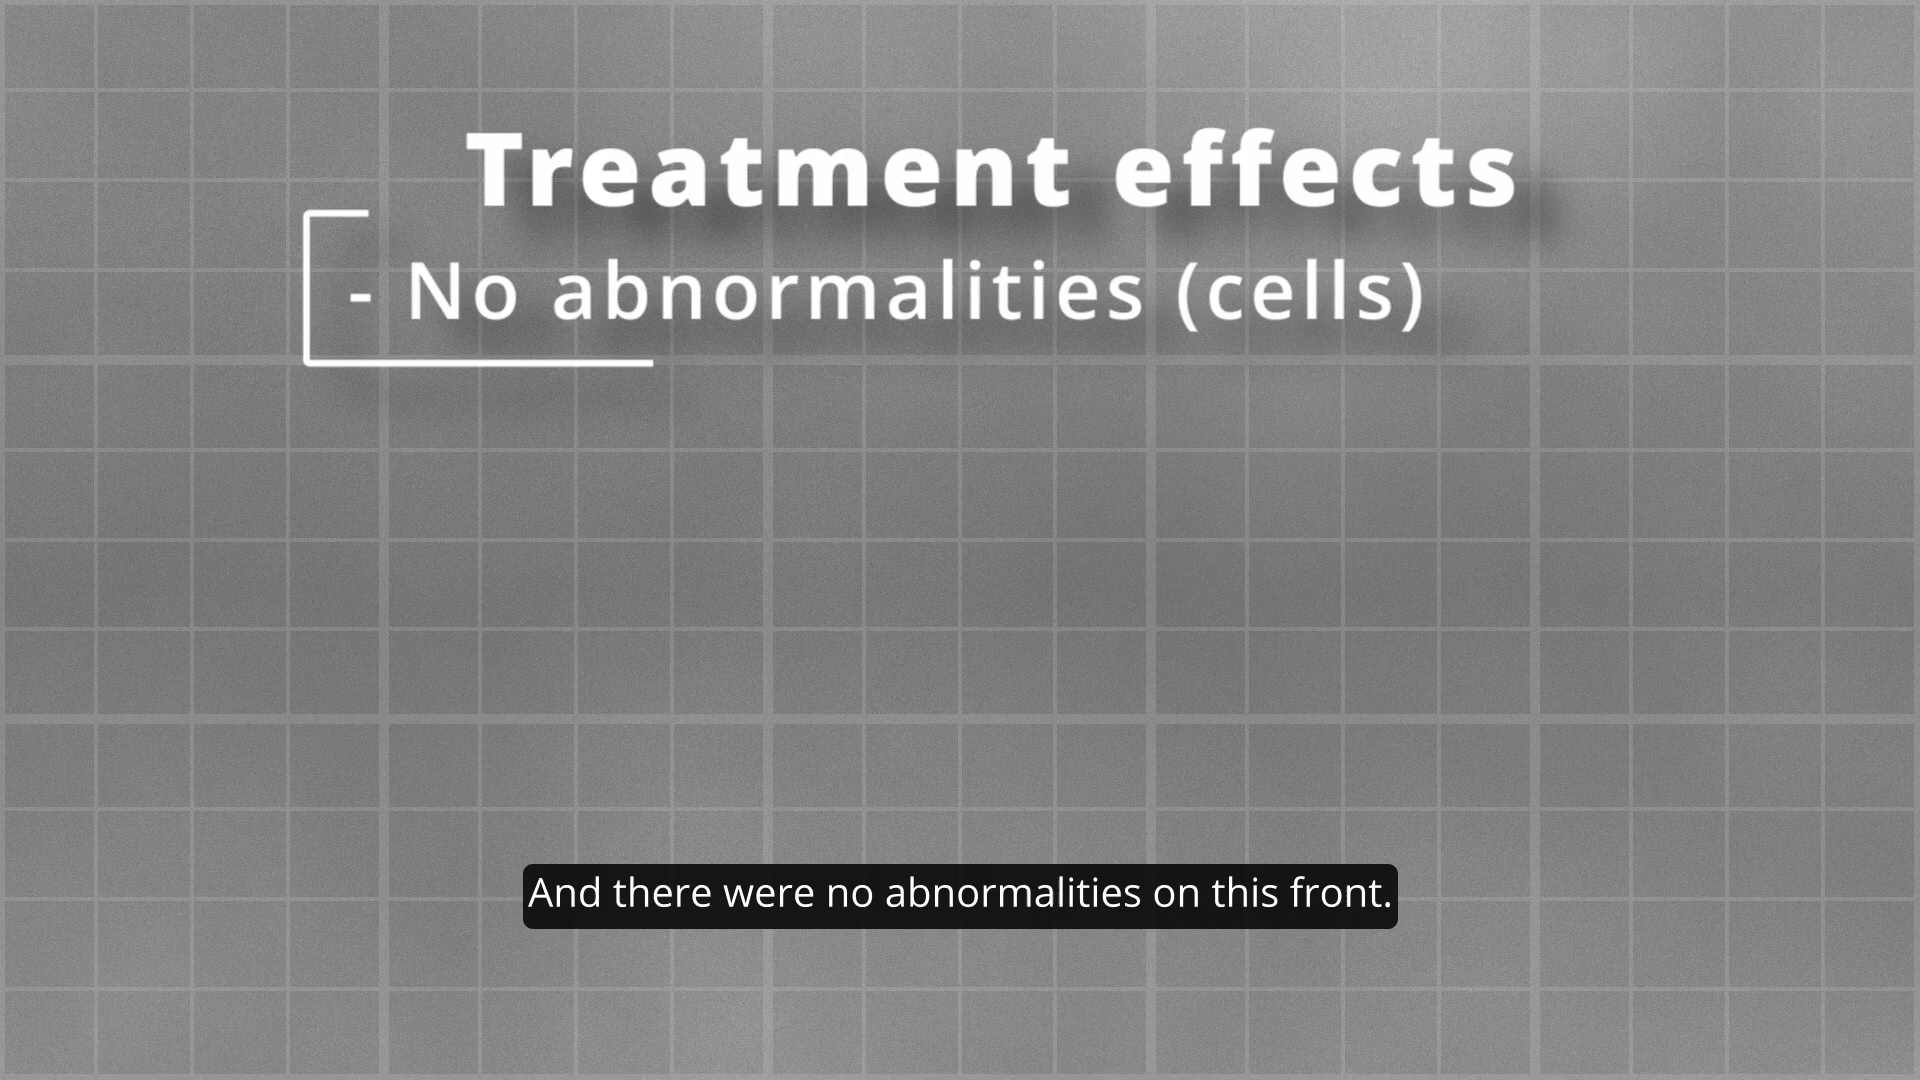 Treatment effects
- No abnormalities (cells)
And there were no abnormalities on this front.